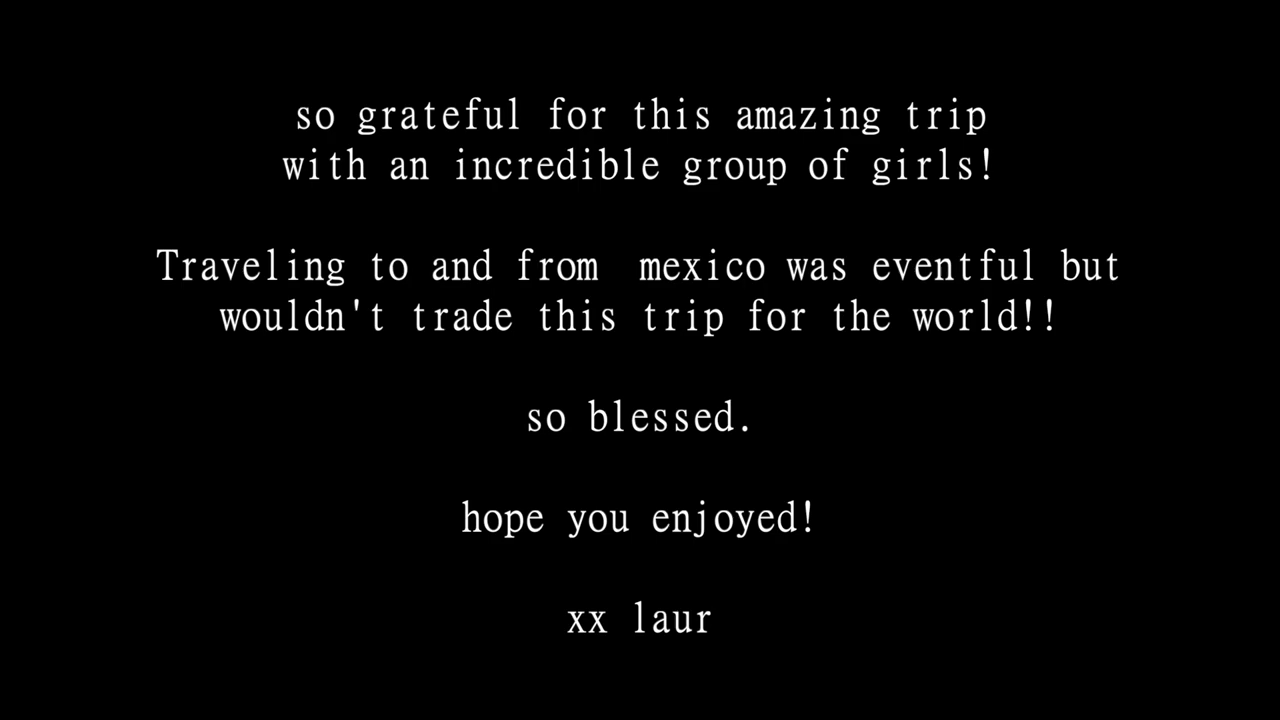 so grateful for this amazing trip
with an incredible group of girls!
Traveling to and from  mexico was eventful but
wouldn't trade this trip for the world!!
so blessed.
hope you enjoyed!
xx laur